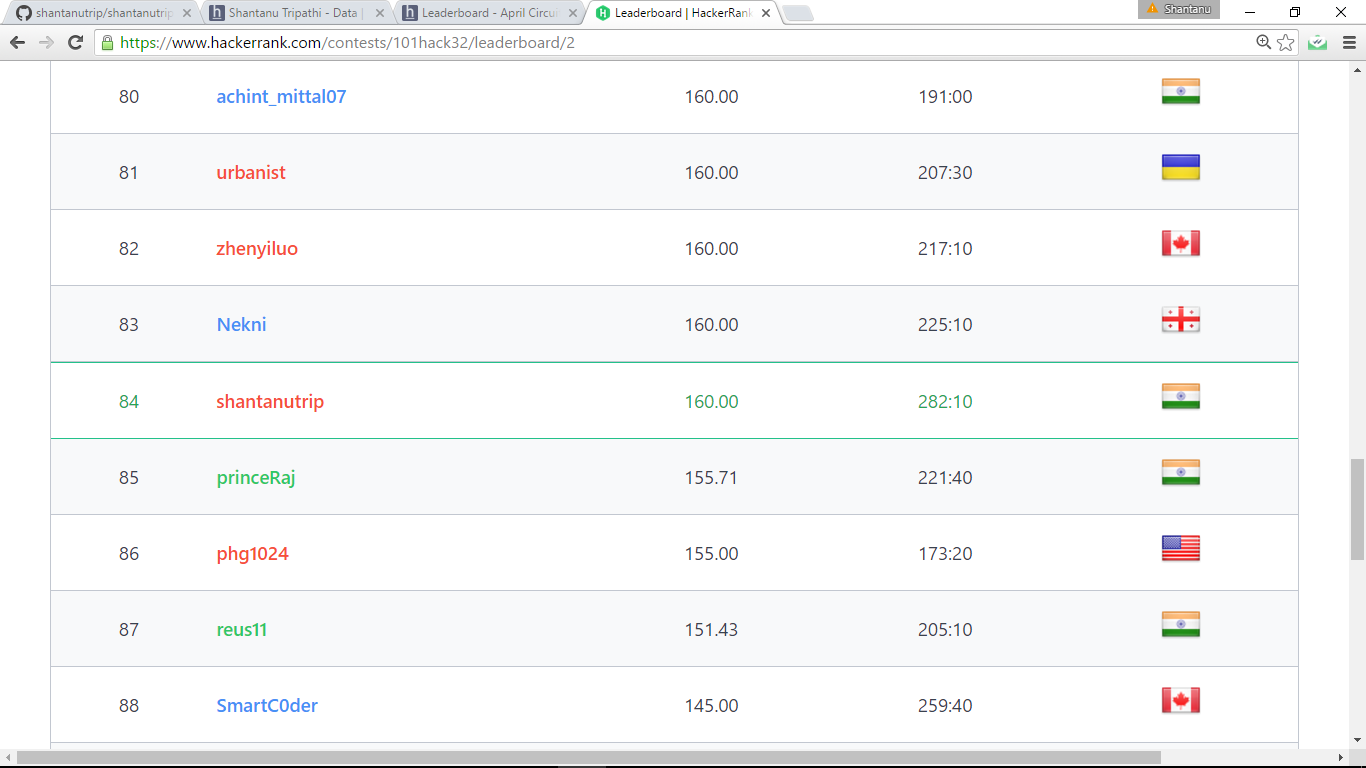 shantanutrip/shantanutrip
Shantanu Tripathi - Data |
Leaderboard - April Circui
Leaderboard | HackerRank
Shantanu
https://www.hackerrank.com/contests/101hack32/leaderboard/2
80 achint_mittal07 160.00 191:00
81 urbanist 160.00 207:30
82 zhenyiluo 160.00 217:10
83 Nekni 160.00 225:10
84 shantanutrip 160.00 282:10
85 princeRaj 155.71 221:40
86 phg1024 155.00 173:20
87 reus11 151.43 205:10
88 SmartC0der 145.00 259:40